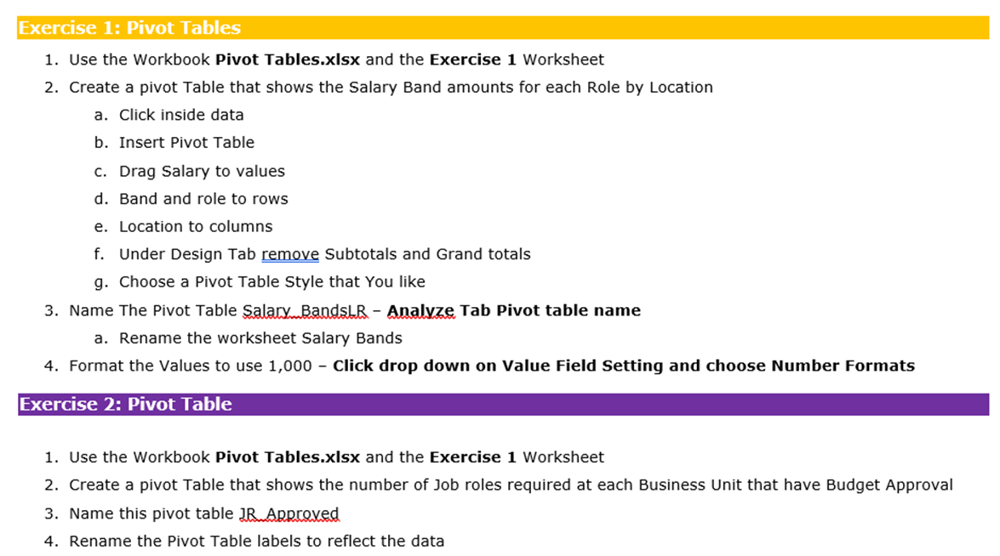 Exercise 1: Pivot Tables
1. Use the Workbook Pivot Tables.xlsx and the Exercise 1 Worksheet
2. Create a pivot Table that shows the Salary Band amounts for each Role by Location
a. Click inside data
b. Insert Pivot Table
c. Drag Salary to values
d. Band and role to rows
e. Location to columns
f. Under Design Tab remove Subtotals and Grand totals
g. Choose a Pivot Table Style that You like
3. Name The Pivot Table Salary_BandsLR – Analyze Tab Pivot table name
a. Rename the worksheet Salary Bands
4. Format the Values to use 1,000 – Click drop down on Value Field Setting and choose Number Formats
Exercise 2: Pivot Table
1. Use the Workbook Pivot Tables.xlsx and the Exercise 1 Worksheet
2. Create a pivot Table that shows the number of Job roles required at each Business Unit that have Budget Approval
3. Name this pivot table JR_Approved
4. Rename the Pivot Table labels to reflect the data